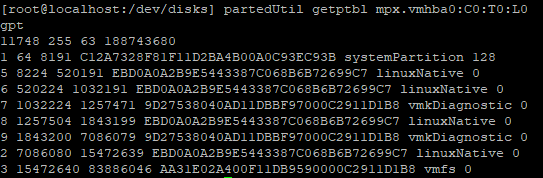 [root@localhost:/dev/disks] partedUtil getptbl mpx.vmhba0:C0:T0:L0
gpt
11748 255 63 188743680
1 64 8191 C12A7328F81F11D2BA4B00A0C93EC93B systemPartition 128
5 8224 520191 EBD0A0A2B9E5443387C068B6B72699C7 linuxNative 0
6 520224 1032191 EBD0A0A2B9E5443387C068B6B72699C7 linuxNative 0
7 1032224 1257471 9D27538040AD11DBBF97000C2911D1B8 vmkDiagnostic 0
8 1257504 1843199 EBD0A0A2B9E5443387C068B6B72699C7 linuxNative 0
9 1843200 7086079 9D27538040AD11DBBF97000C2911D1B8 vmkDiagnostic 0
2 7086080 15472639 EBD0A0A2B9E5443387C068B6B72699C7 linuxNative 0
3 15472640 83886046 AA31E02A400F11DB9590000C2911D1B8 vmfs 0